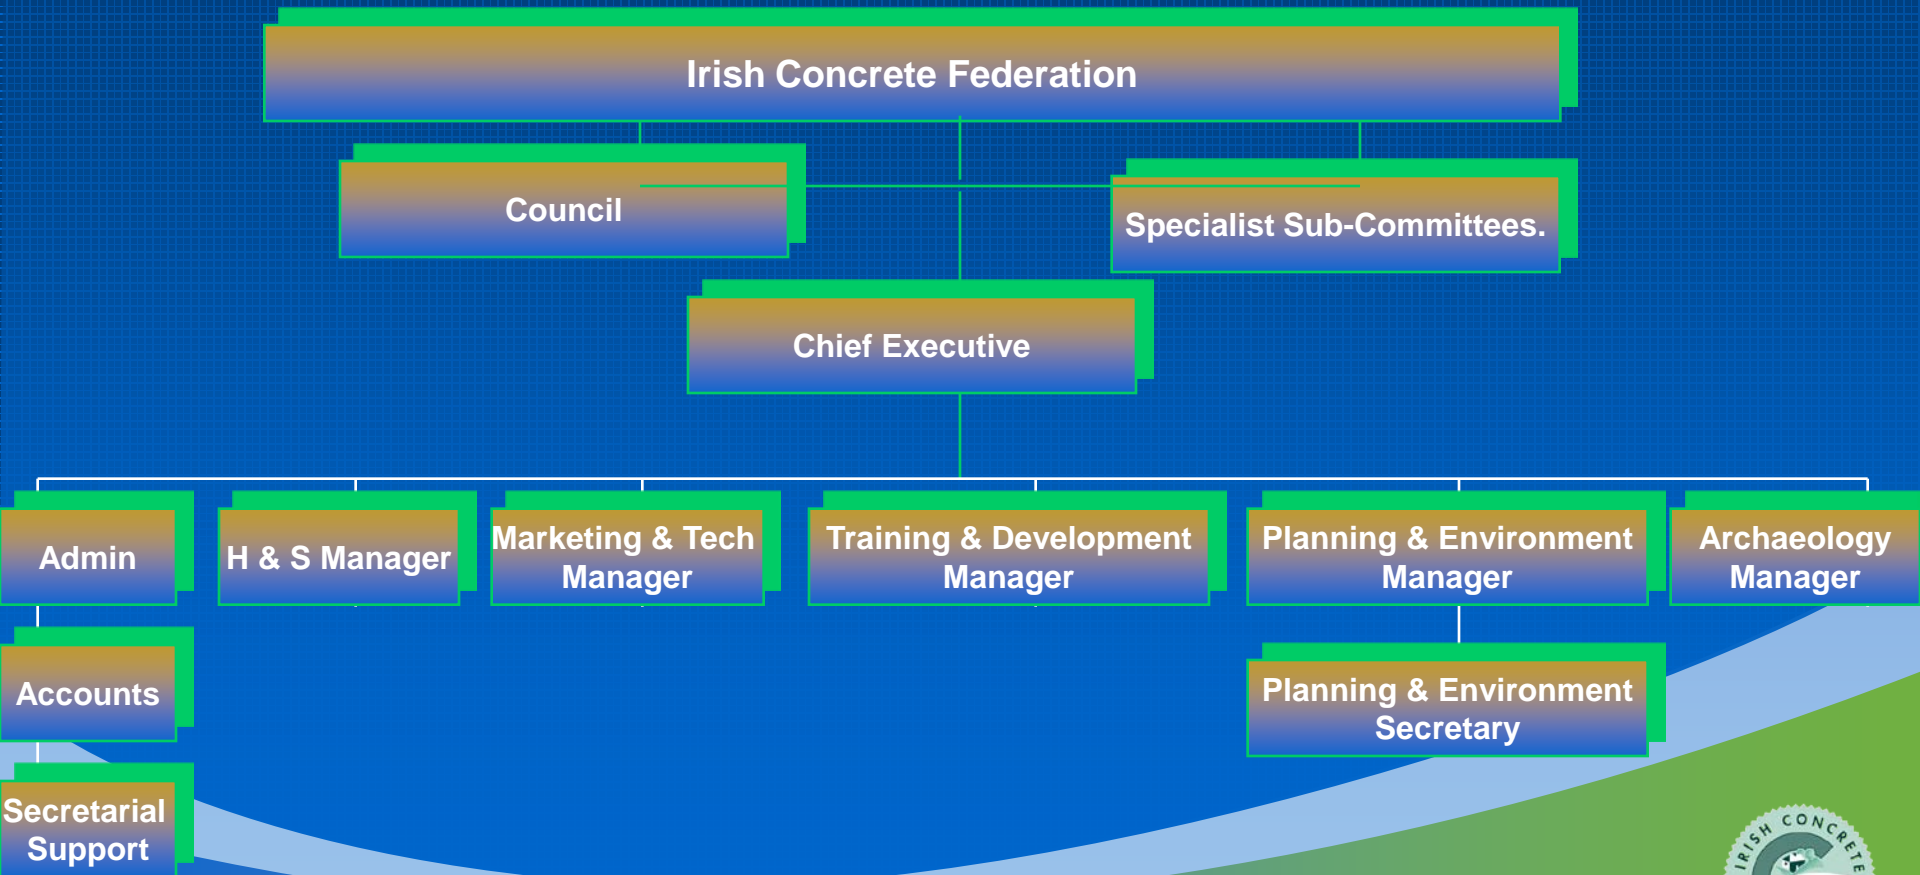 Irish Concrete Federation
Council
Specialist Sub-Committees.
Chief Executive
Admin
H & S Manager
Marketing & Tech
Manager
Training & Development
Manager
Planning & Environment
Manager
Archaeology
Manager
Accounts
Planning & Environment
Secretary
Secretarial
Support
IRISH CONCRETE